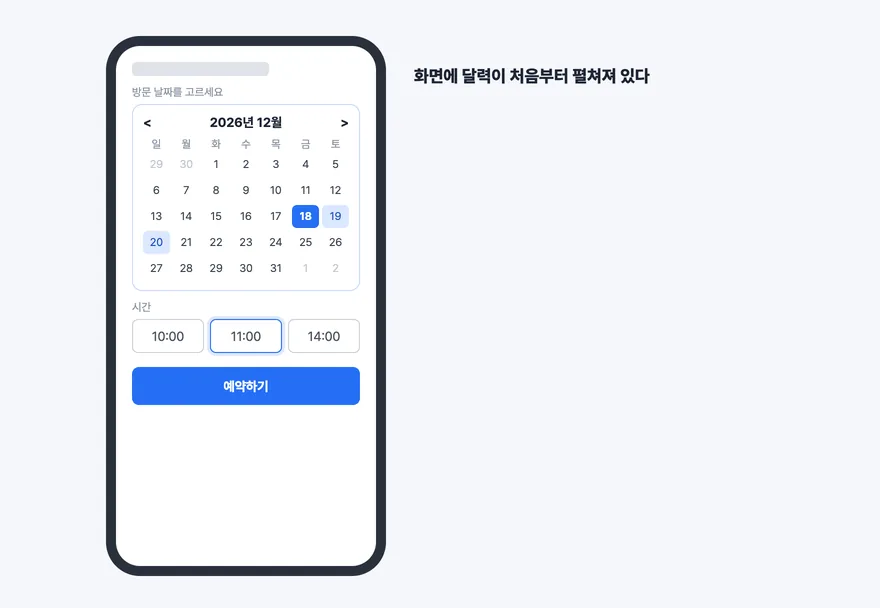 방문 날짜를 고르세요
< 2026년 12월 >
일 월 화 수 목 금 토
29 30 1 2 3 4 5
6 7 8 9 10 11 12
13 14 15 16 17 18 19
20 21 22 23 24 25 26
27 28 29 30 31 1 2
시간
10:00 11:00 14:00
예약하기
화면에 달력이 처음부터 펼쳐져 있다